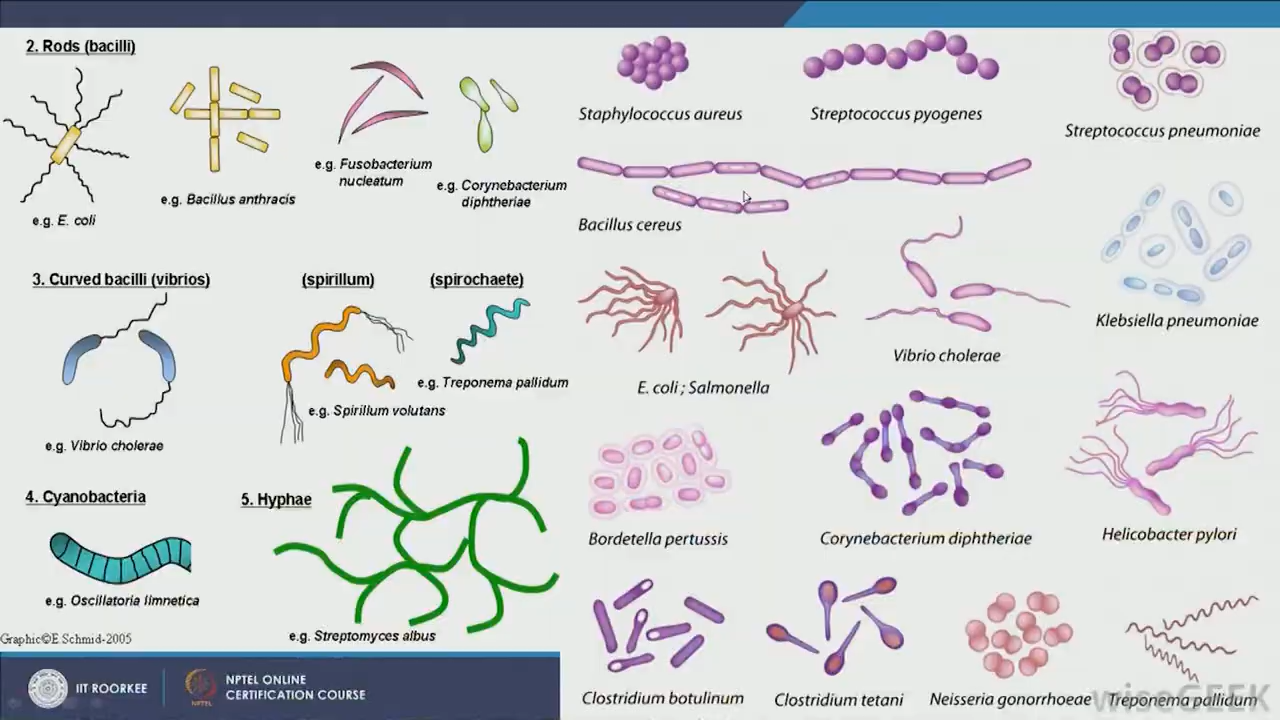 2. Rods (bacilli)
e.g. E. coli
e.g. Bacillus anthracis
e.g. Fusobacterium
nucleatum
e.g. Corynebacterium
diphtheriae
3. Curved bacilli (vibrios)
(spirillum)
(spirochaete)
e.g. Vibrio cholerae
e.g. Spirillum volutans
e.g. Treponema pallidum
4. Cyanobacteria
e.g. Oscillatoria limnetica
5. Hyphae
e.g. Streptomyces albus
Graphic©E.Schmid-2005
Staphylococcus aureus
Streptococcus pyogenes
Streptococcus pneumoniae
Bacillus cereus
Klebsiella pneumoniae
E. coli ; Salmonella
Vibrio cholerae
Bordetella pertussis
Corynebacterium diphtheriae
Helicobacter pylori
Clostridium botulinum
Clostridium tetani
Neisseria gonorrhoeae
Treponema pallidum
wiseGEEK
IIT ROORKEE
NPTEL
NPTEL ONLINE
CERTIFICATION COURSE